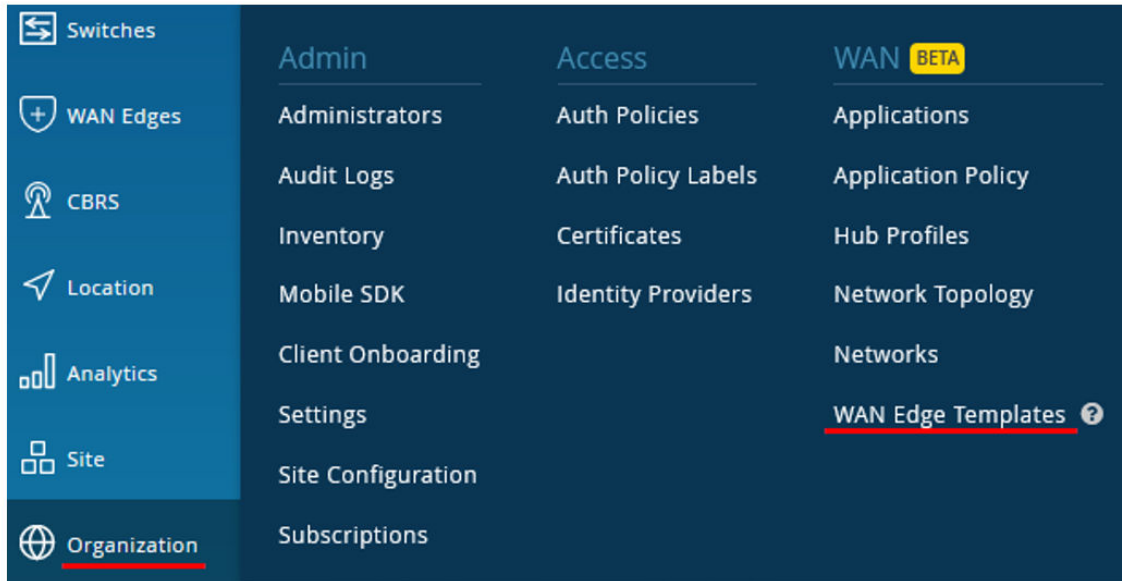 Switches
WAN Edges
CBRS
Location
Analytics
Site
Organization
Admin
Administrators
Audit Logs
Inventory
Mobile SDK
Client Onboarding
Settings
Site Configuration
Subscriptions
Access
Auth Policies
Auth Policy Labels
Certificates
Identity Providers
WAN BETA
Applications
Application Policy
Hub Profiles
Network Topology
Networks
WAN Edge Templates ?